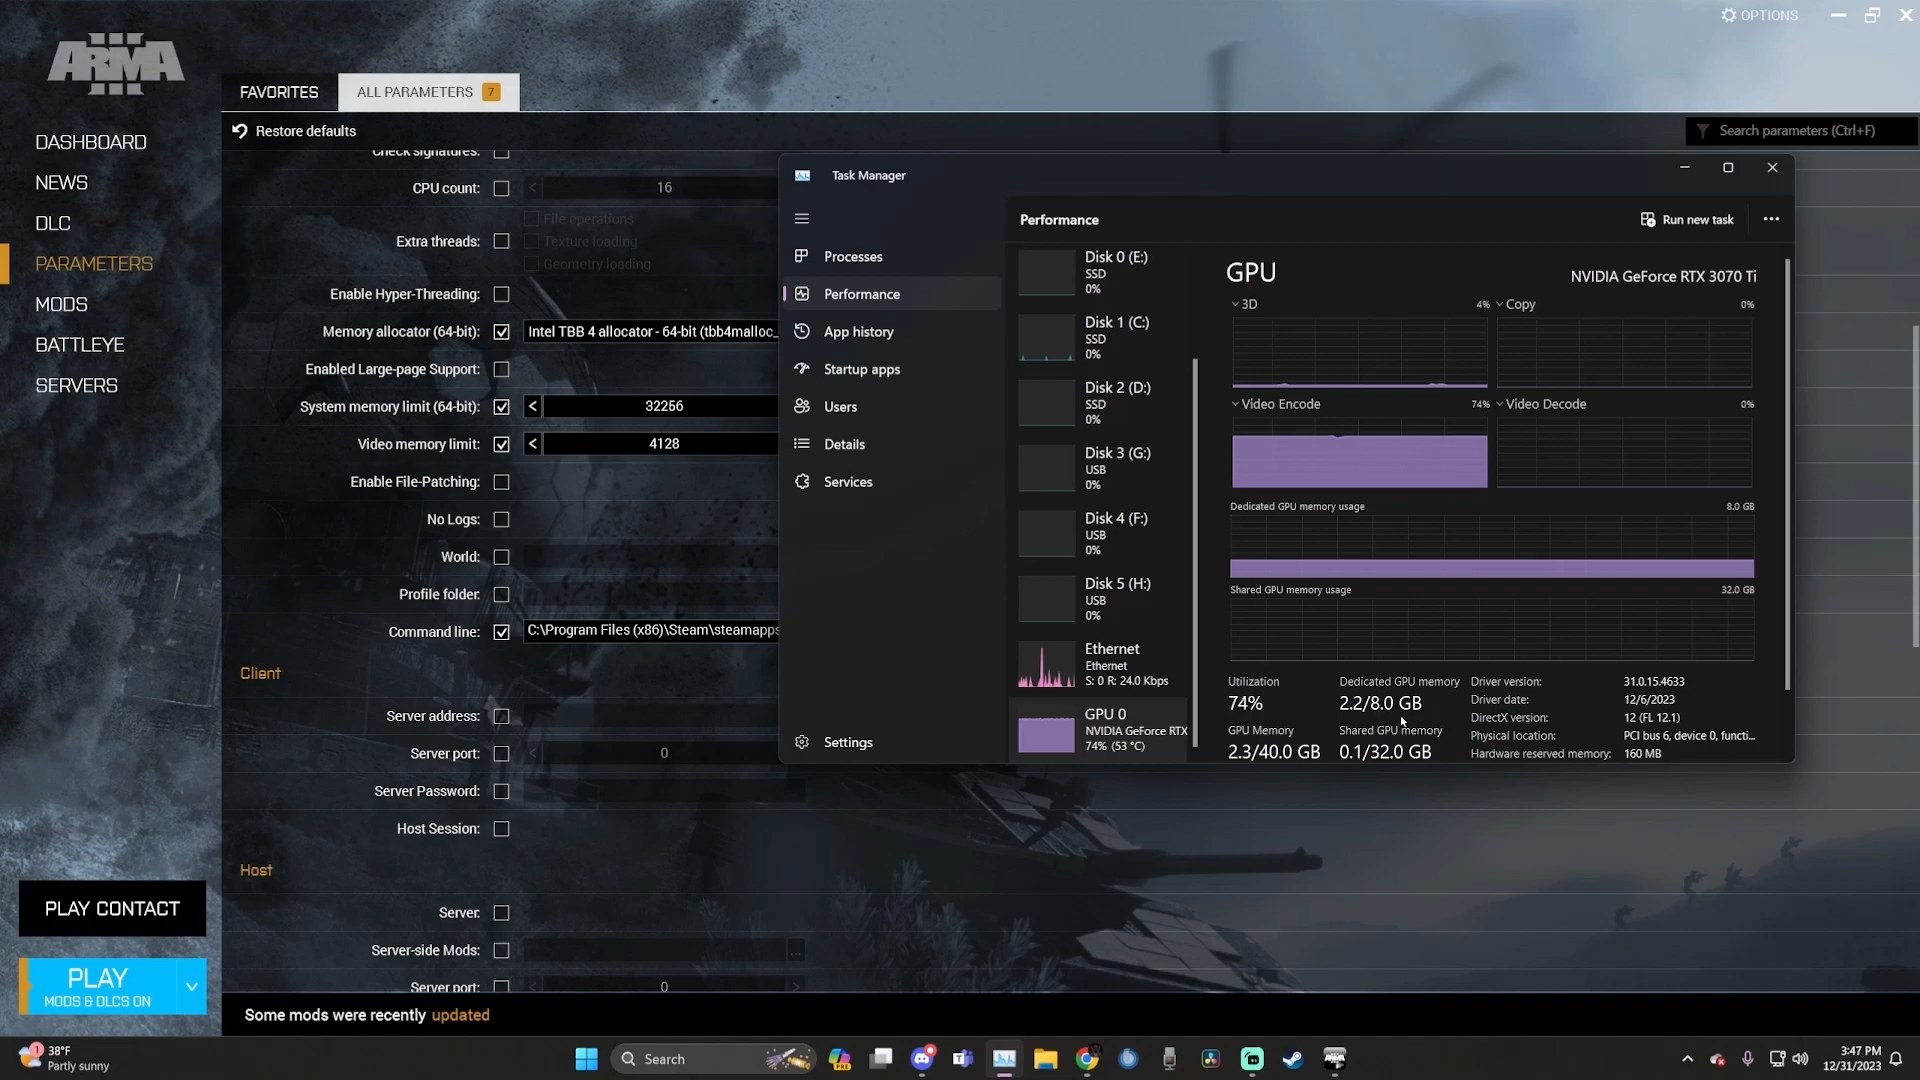 OPTIONS
ARMA III
FAVORITES
ALL PARAMETERS 7
Restore defaults
Search parameters (Ctrl+F)
DASHBOARD
NEWS
DLC
PARAMETERS
MODS
BATTLEYE
SERVERS
Check signatures:
CPU count:
16
Extra threads:
File operations
Texture loading
Geometry loading
Enable Hyper-Threading:
Memory allocator (64-bit):
Intel TBB 4 allocator - 64-bit (tbb4malloc_
Enabled Large-page Support:
System memory limit (64-bit):
< 32256
Video memory limit:
< 4128
Enable File-Patching:
No Logs:
World:
Profile folder:
Command line:
C:\Program Files (x86)\Steam\steamapps
Client
Server address:
Server port:
0
Server Password:
Host Session:
Host
Server:
Server-side Mods:
...
Server port:
< 0 >
PLAY CONTACT
PLAY
MODS & DLCS ON
Some mods were recently updated
Task Manager
Processes
Performance
App history
Startup apps
Users
Details
Services
Settings
Performance
Run new task
Disk 0 (E:)
SSD
0%
Disk 1 (C:)
SSD
0%
Disk 2 (D:)
SSD
0%
Disk 3 (G:)
USB
0%
Disk 4 (F:)
USB
0%
Disk 5 (H:)
USB
0%
Ethernet
Ethernet
S: 0 R: 24.0 Kbps
GPU 0
NVIDIA GeForce RTX
74% (53 °C)
GPU
NVIDIA GeForce RTX 3070 Ti
3D 4%
Copy 0%
Video Encode 74%
Video Decode 0%
Dedicated GPU memory usage 8.0 GB
Shared GPU memory usage 32.0 GB
Utilization
74%
Dedicated GPU memory
2.2/8.0 GB
GPU Memory
2.3/40.0 GB
Shared GPU memory
0.1/32.0 GB
Driver version: 31.0.15.4633
Driver date: 12/6/2023
DirectX version: 12 (FL 12.1)
Physical location: PCI bus 6, device 0, functi...
Hardware reserved memory: 160 MB
1
38°F
Partly sunny
Search
PRE
3:47 PM
12/31/2023